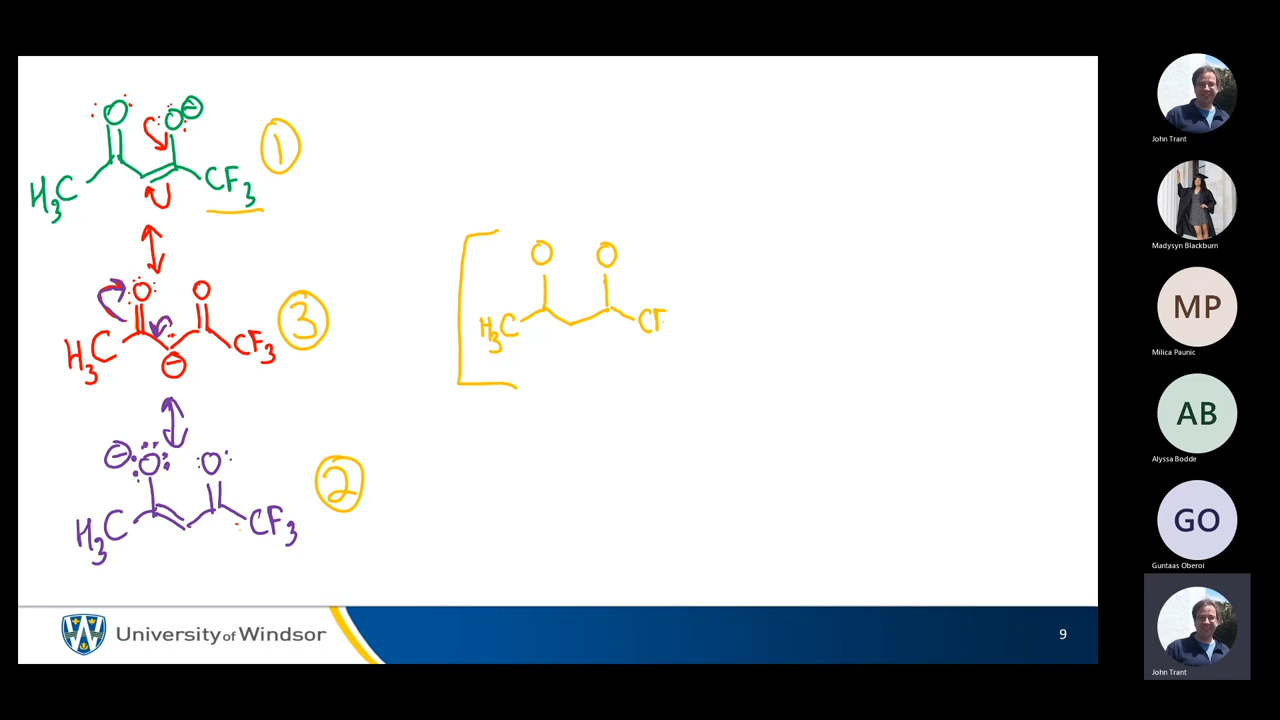 O O⊖
H3C CF3 ①
O O
H3C ⊖ CF3 ③
⊖ O O
H3C CF3 ②
O O
H3C CF
University of Windsor
9
John Trant
Madysyn Blackburn
MP
Milica Paunic
AB
Alyssa Bodde
GO
Guntaas Oberoi
John Trant